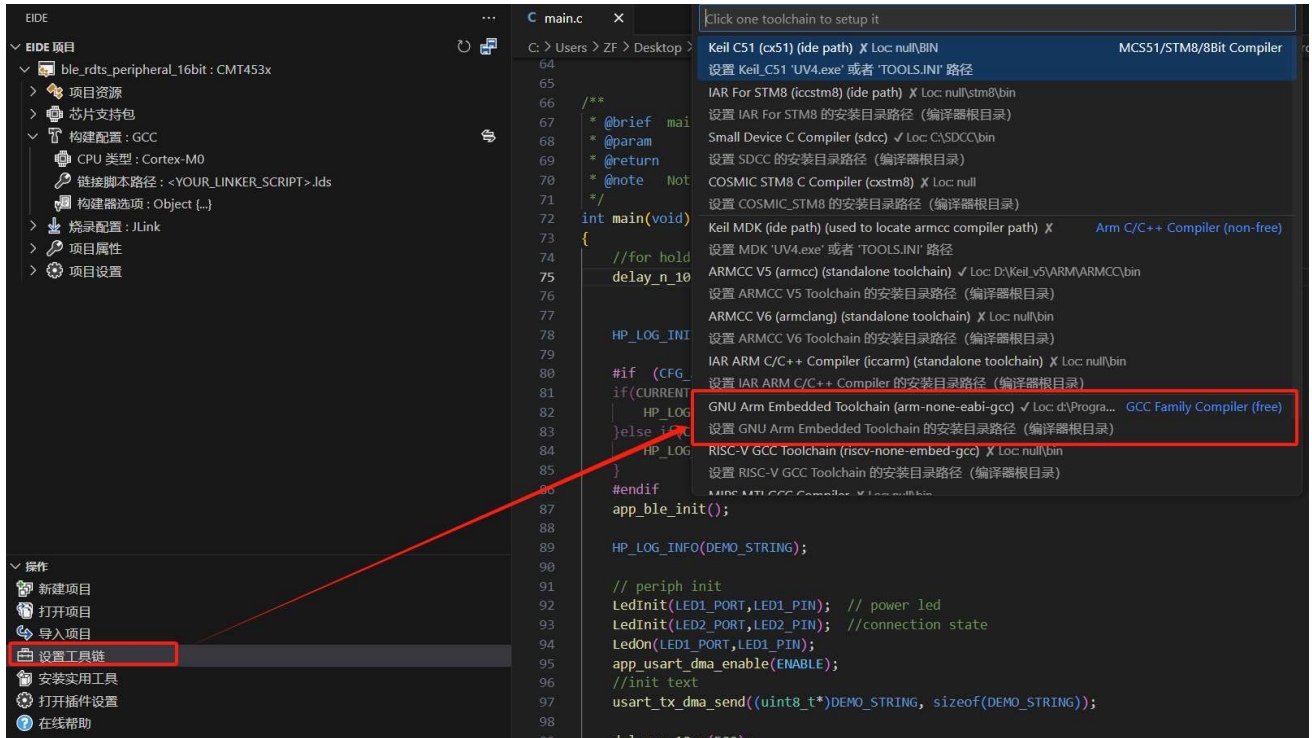 EIDE
EIDE 项目
ble_rdts_peripheral_16bit : CMT453x
项目资源
芯片支持包
构建配置 : GCC
CPU 类型 : Cortex-M0
链接脚本路径 : <YOUR_LINKER_SCRIPT>.lds
构建器选项 : Object {...}
烧录配置 : JLink
项目属性
项目设置
操作
新建项目
打开项目
导入项目
设置工具链
安装实用工具
打开插件设置
在线帮助
C main.c
C: > Users > ZF > Desktop >
64
65
66 /**
67 * @brief mai
68 * @param
69 * @return
70 * @note Not
71 */
72 int main(void)
73 {
74 //for hold
75 delay_n_10
76
77
78 HP_LOG_INI
79
80 #if (CFG_
81 if(CURRENT
82 HP_LOG
83 }else if(C
84 HP_LOG
85 }
86 #endif
87 app_ble_init();
88
89 HP_LOG_INFO(DEMO_STRING);
90
91 // periph init
92 LedInit(LED1_PORT,LED1_PIN); // power led
93 LedInit(LED2_PORT,LED2_PIN); //connection state
94 LedOn(LED1_PORT,LED1_PIN);
95 app_usart_dma_enable(ENABLE);
96 //init text
97 usart_tx_dma_send((uint8_t*)DEMO_STRING, sizeof(DEMO_STRING));
98
Click one toolchain to setup it
Keil C51 (cx51) (ide path) ✗ Loc: null\BIN MCS51/STM8/8Bit Compiler
设置 Keil_C51 'UV4.exe' 或者 'TOOLS.INI' 路径
IAR For STM8 (iccstm8) (ide path) ✗ Loc: null\stm8\bin
设置 IAR For STM8 的安装目录路径（编译器根目录）
Small Device C Compiler (sdcc) ✓ Loc: C:\SDCC\bin
设置 SDCC 的安装目录路径（编译器根目录）
COSMIC STM8 C Compiler (cxstm8) ✗ Loc: null
设置 COSMIC_STM8 的安装目录路径（编译器根目录）
Keil MDK (ide path) (used to locate armcc compiler path) ✗ Arm C/C++ Compiler (non-free)
设置 MDK 'UV4.exe' 或者 'TOOLS.INI' 路径
ARMCC V5 (armcc) (standalone toolchain) ✓ Loc: D:\Keil_v5\ARM\ARMCC\bin
设置 ARMCC V5 Toolchain 的安装目录路径（编译器根目录）
ARMCC V6 (armclang) (standalone toolchain) ✗ Loc: null\bin
设置 ARMCC V6 Toolchain 的安装目录路径（编译器根目录）
IAR ARM C/C++ Compiler (iccarm) (standalone toolchain) ✗ Loc: null\bin
设置 IAR ARM C/C++ Compiler 的安装目录路径（编译器根目录）
GNU Arm Embedded Toolchain (arm-none-eabi-gcc) ✓ Loc: d:\Progra... GCC Family Compiler (free)
设置 GNU Arm Embedded Toolchain 的安装目录路径（编译器根目录）
RISC-V GCC Toolchain (riscv-none-embed-gcc) ✗ Loc: null\bin
设置 RISC-V GCC Toolchain 的安装目录路径（编译器根目录）